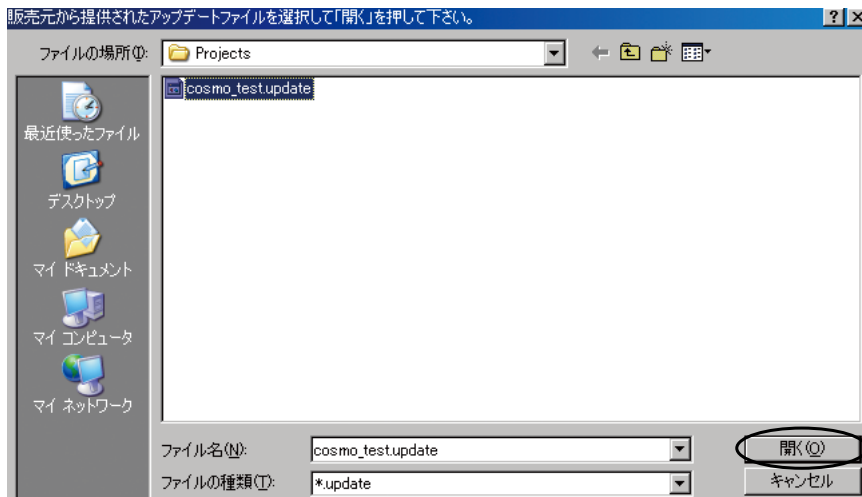 販売元から提供されたアップデートファイルを選択して「開く」を押して下さい。
ファイルの場所(I):
Projects
cosmo_test.update
最近使ったファイル
デスクトップ
マイ ドキュメント
マイ コンピュータ
マイ ネットワーク
ファイル名(N):
cosmo_test.update
開く(O)
ファイルの種類(T):
*.update
キャンセル